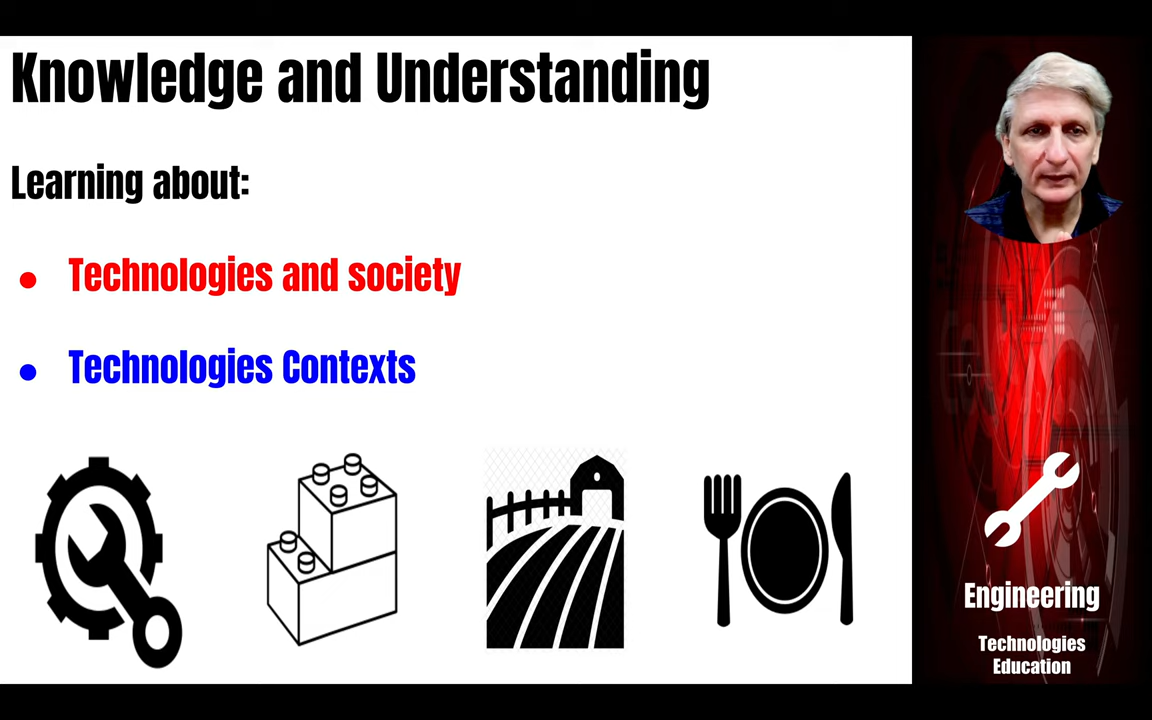 Knowledge and Understanding
Learning about:
● Technologies and society
● Technologies Contexts
Engineering
Technologies
Education